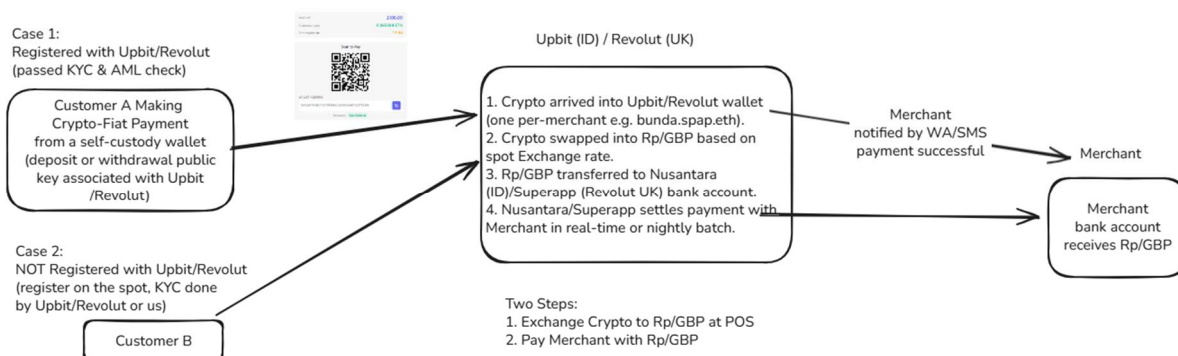 Case 1:
Registered with Upbit/Revolut
(passed KYC & AML check)
Customer A Making
Crypto-Fiat Payment
from a self-custody wallet
(deposit or withdrawal public
key associated with Upbit
/Revolut)
Case 2:
NOT Registered with Upbit/Revolut
(register on the spot, KYC done
by Upbit/Revolut or us)
Customer B
Upbit (ID) / Revolut (UK)
1. Crypto arrived into Upbit/Revolut wallet
(one per-merchant e.g. bunda.spap.eth).
2. Crypto swapped into Rp/GBP based on
spot Exchange rate.
3. Rp/GBP transferred to Nusantara
(ID)/Superapp (Revolut UK) bank account.
4. Nusantara/Superapp settles payment with
Merchant in real-time or nightly batch.
Two Steps:
1. Exchange Crypto to Rp/GBP at POS
2. Pay Merchant with Rp/GBP
Merchant
notified by WA/SMS
payment successful
Merchant
Merchant
bank account
receives Rp/GBP